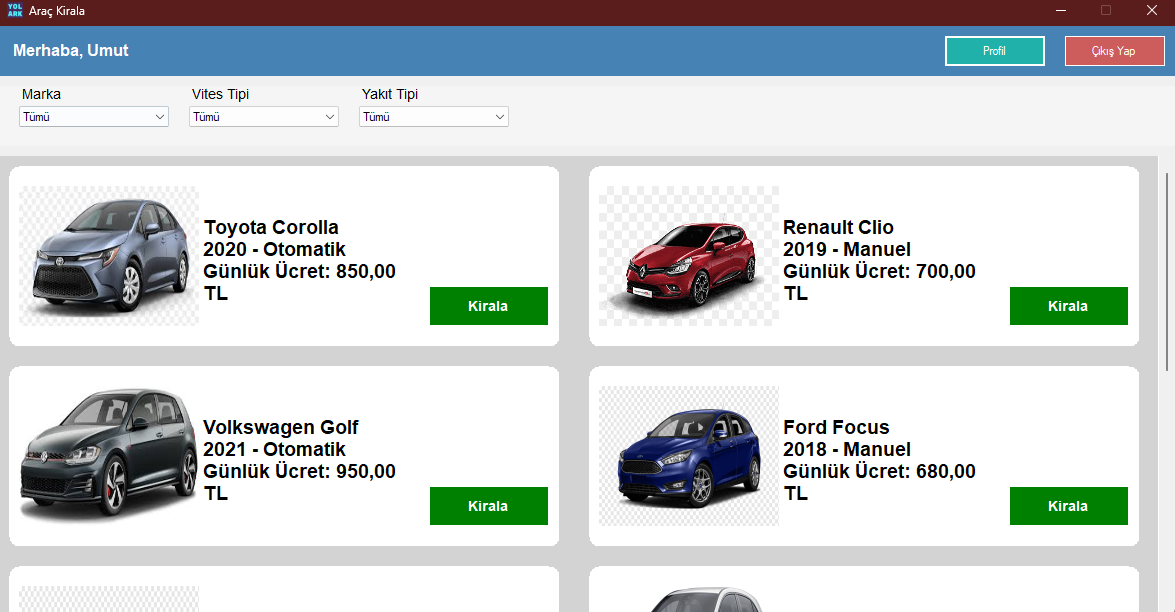 YOL
ARK
Araç Kirala
Merhaba, Umut
Profil
Çıkış Yap
Marka
Vites Tipi
Yakıt Tipi
Tümü
Tümü
Tümü
Toyota Corolla
2020 - Otomatik
Günlük Ücret: 850,00
TL
Kirala
Renault Clio
2019 - Manuel
Günlük Ücret: 700,00
TL
Kirala
Volkswagen Golf
2021 - Otomatik
Günlük Ücret: 950,00
TL
Kirala
Ford Focus
2018 - Manuel
Günlük Ücret: 680,00
TL
Kirala